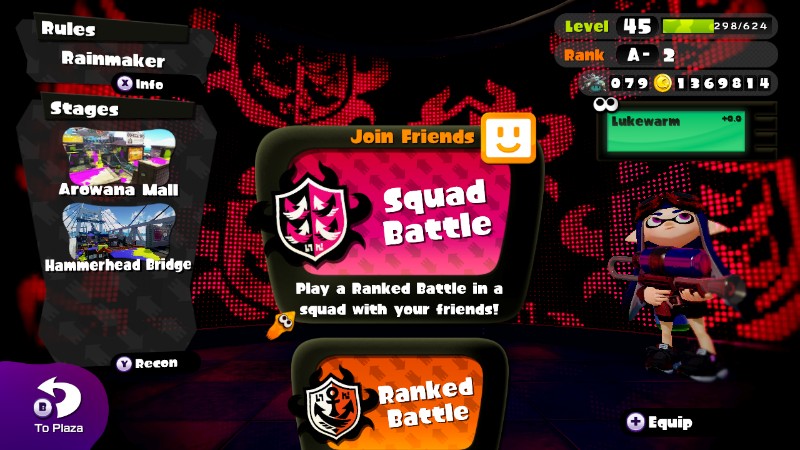 Rules
Rainmaker
X Info
Stages
Arowana Mall
Hammerhead Bridge
Y Recon
B
To Plaza
Join Friends
Squad
Battle
Play a Ranked Battle in a
squad with your friends!
Ranked
Battle
Level 45 298/624
Rank A- 2
079 1369814
Lukewarm +0.0
+ Equip